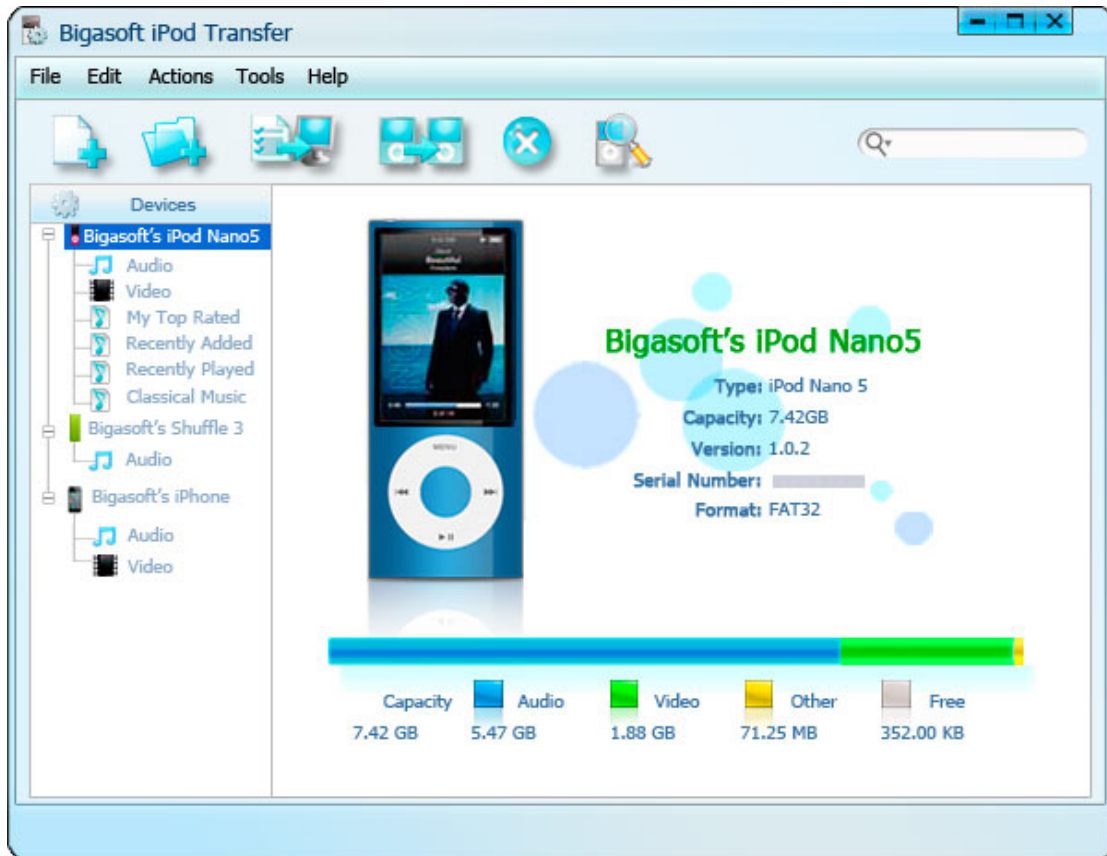 Bigasoft iPod Transfer
File Edit Actions Tools Help
Devices
Bigasoft's iPod Nano5
Audio
Video
My Top Rated
Recently Added
Recently Played
Classical Music
Bigasoft's Shuffle 3
Audio
Bigasoft's iPhone
Audio
Video
Beautiful
MENU
Bigasoft's iPod Nano5
Type: iPod Nano 5
Capacity: 7.42GB
Version: 1.0.2
Serial Number:
Format: FAT32
Capacity Audio Video Other Free
7.42 GB 5.47 GB 1.88 GB 71.25 MB 352.00 KB